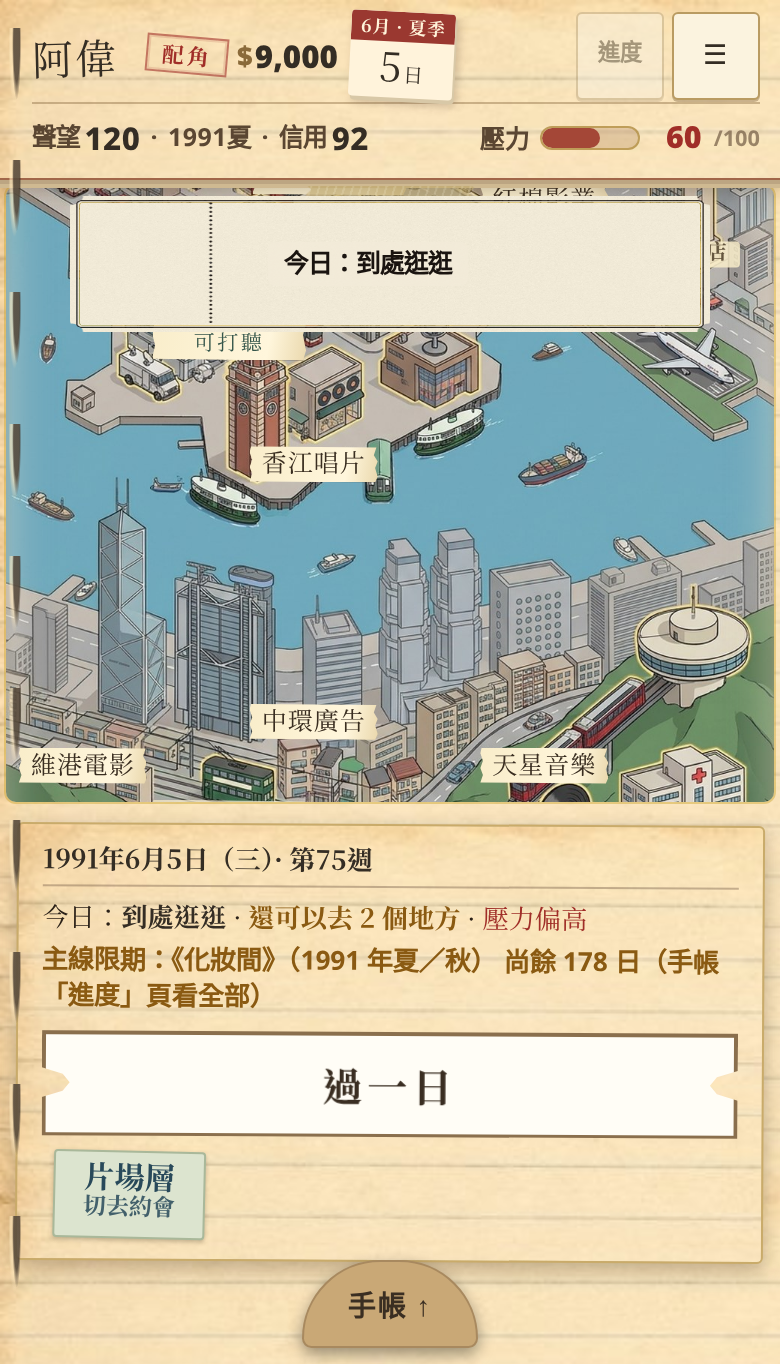 阿偉
配角
$9,000
6月·夏季
5日
進度
☰
聲望120 · 1991夏 · 信用92
壓力 60 /100
店
今日：到處逛逛
可打聽
香江唱片
中環廣告
維港電影
天星音樂
1991年6月5日（三）· 第75週
今日：到處逛逛 · 還可以去 2 個地方 · 壓力偏高
主線限期：《化妝間》（1991 年夏／秋） 尚餘 178 日（手帳
「進度」頁看全部）
過一日
片場層
切去約會
手帳 ↑